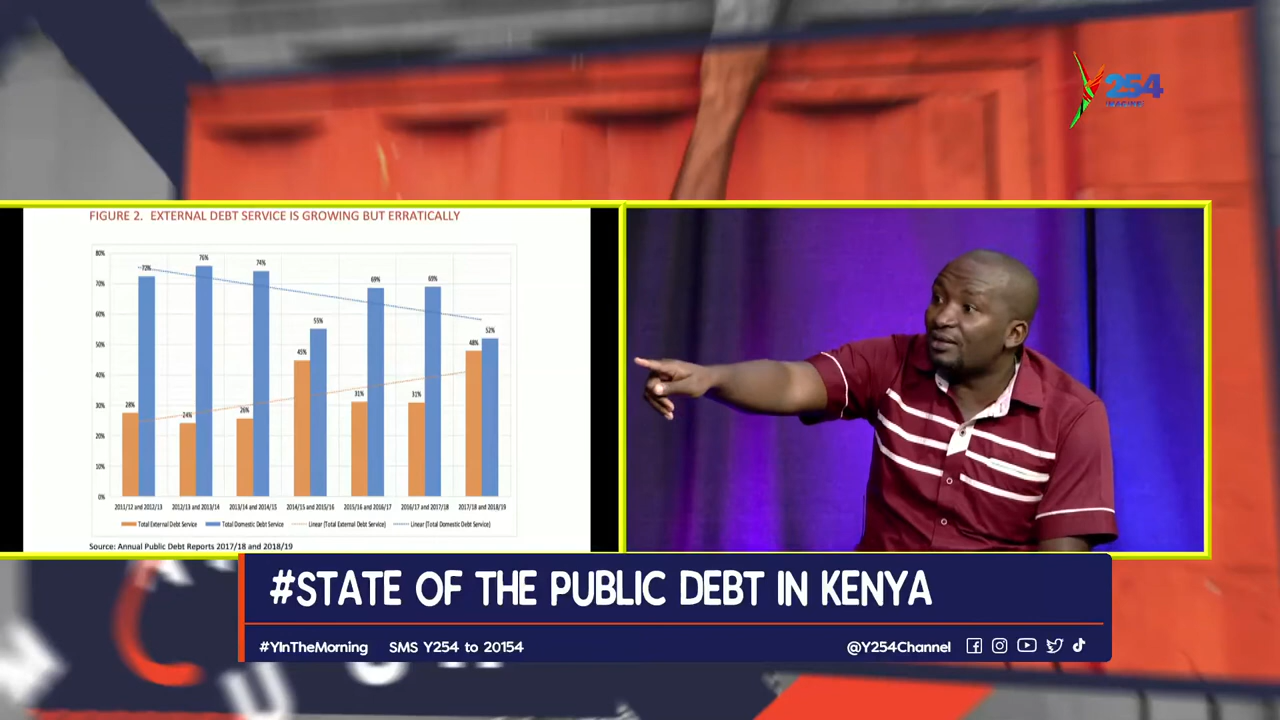 254
FIGURE 2. EXTERNAL DEBT SERVICE IS GROWING BUT ERRATICALLY
80%
70%
60%
50%
40%
30%
20%
10%
0%
28%
72%
24%
76%
26%
74%
45%
55%
31%
69%
31%
69%
48%
52%
2011/12 and 2012/13
2012/13 and 2013/14
2013/14 and 2014/15
2014/15 and 2015/16
2015/16 and 2016/17
2016/17 and 2017/18
2017/18 and 2018/19
Total External Debt Service
Total Domestic Debt Service
Linear (Total External Debt Service)
Linear (Total Domestic Debt Service)
Source: Annual Public Debt Reports 2017/18 and 2018/19
#STATE OF THE PUBLIC DEBT IN KENYA
#YInTheMorning SMS Y254 to 20154
@Y254Channel